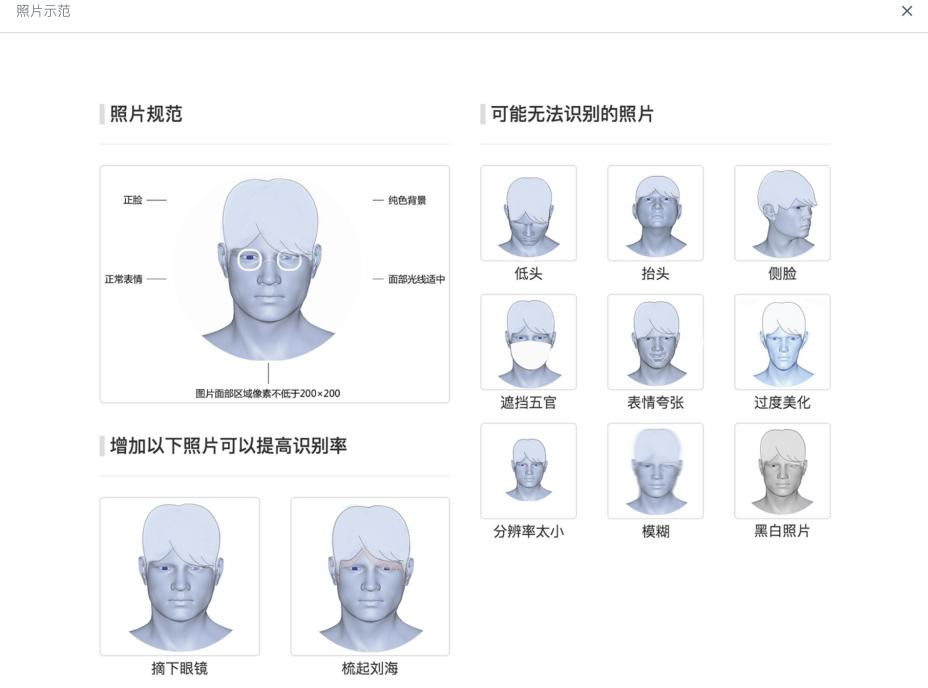 照片示范
照片规范
正脸
纯色背景
正常表情
面部光线适中
图片面部区域像素不低于200×200
增加以下照片可以提高识别率
摘下眼镜
梳起刘海
可能无法识别的照片
低头
抬头
侧脸
遮挡五官
表情夸张
过度美化
分辨率太小
模糊
黑白照片